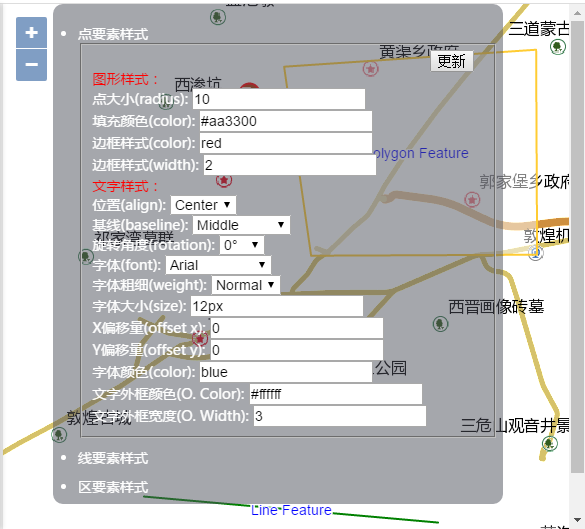 三道蒙古
点要素样式
黄渠乡政府
更新
图形样式：
西渗坑
点大小(radius): 10
填充颜色(color): #aa3300
边框样式(color): red
olygon Feature
边框样式(width): 2
文字样式：
郭家堡乡政府
位置(align): Center
基线(baseline): Middle
敦煌机
祁家湾墓群
旋转角度(rotation): 0°
字体(font): Arial
字体粗细(weight): Normal
字体大小(size): 12px
西晋画像砖墓
X偏移量(offset x): 0
Y偏移量(offset y): 0
公园
字体颜色(color): blue
文字外框颜色(O. Color): #ffffff
敦煌古城
文字外框宽度(O. Width): 3
三危山观音井景
线要素样式
区要素样式
Line Feature